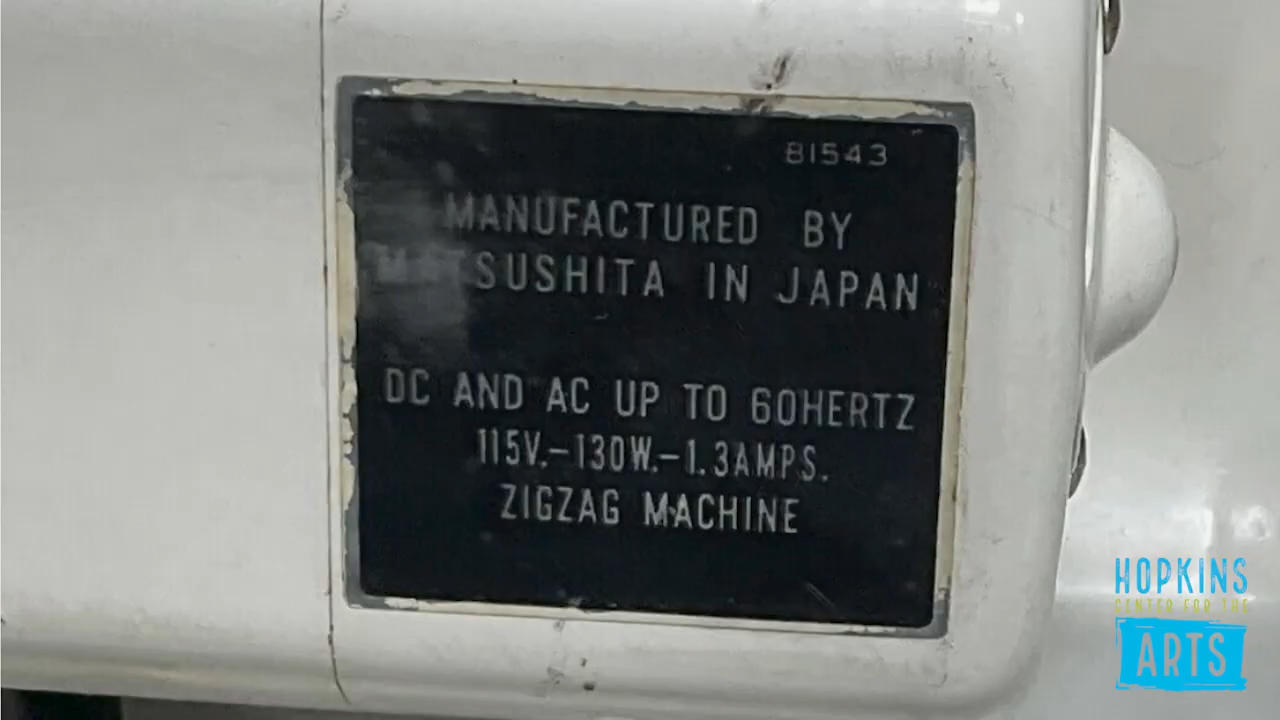 81543
MANUFACTURED BY
MATSUSHITA IN JAPAN
DC AND AC UP TO 60HERTZ
115V.-130W.-1.3AMPS.
ZIGZAG MACHINE
HOPKINS
CENTER FOR THE
ARTS